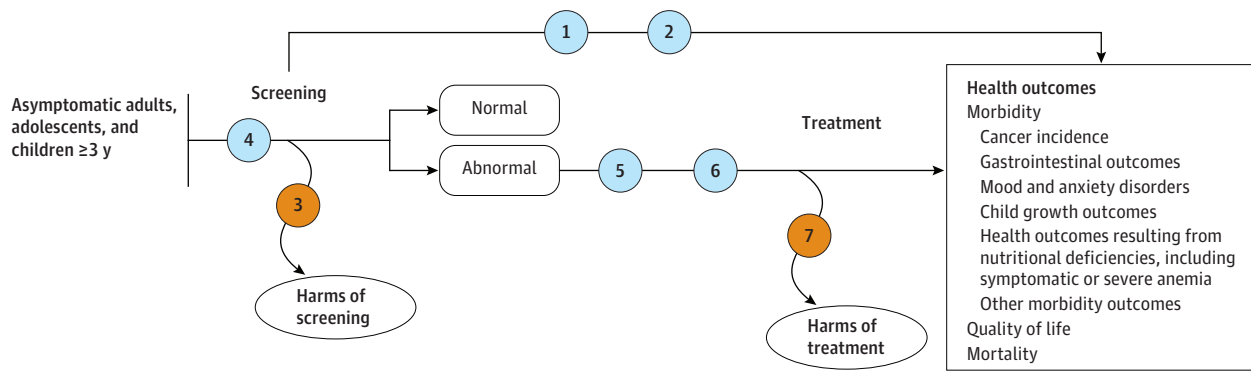 1
2
Screening
Asymptomatic adults,
adolescents, and
children ≥3 y
4
Normal
Abnormal
3
Harms of
screening
5
6
Treatment
7
Harms of
treatment
Health outcomes
Morbidity
Cancer incidence
Gastrointestinal outcomes
Mood and anxiety disorders
Child growth outcomes
Health outcomes resulting from
nutritional deficiencies, including
symptomatic or severe anemia
Other morbidity outcomes
Quality of life
Mortality